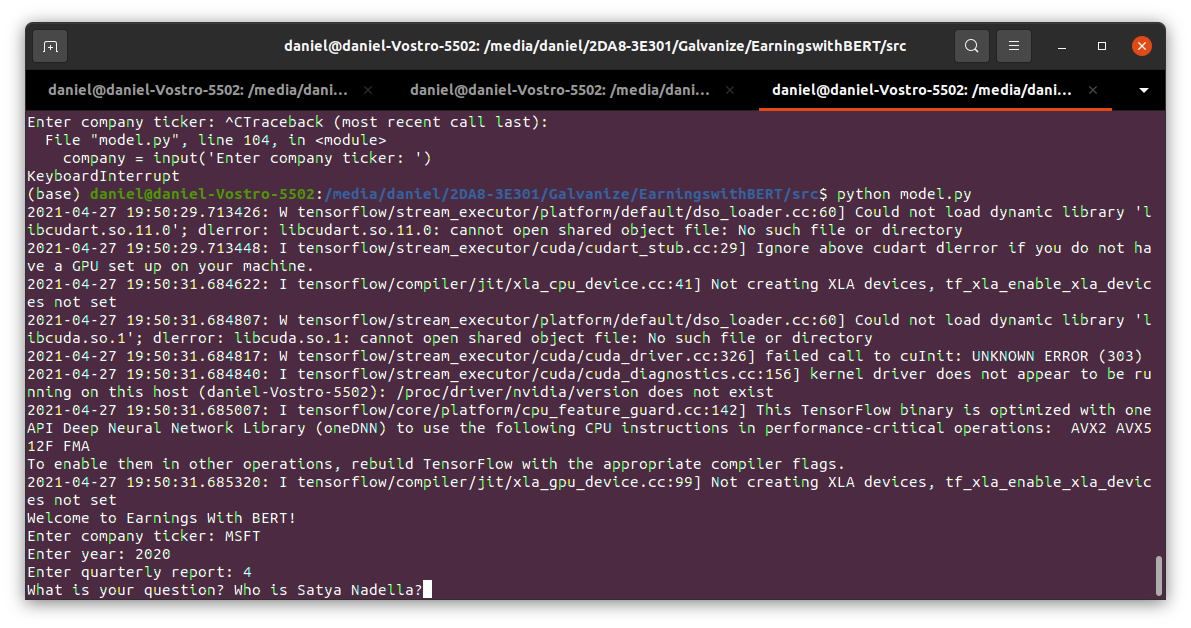 daniel@daniel-Vostro-5502: /media/daniel/2DA8-3E301/Galvanize/EarningswithBERT/src
daniel@daniel-Vostro-5502: /media/dani... daniel@daniel-Vostro-5502: /media/dani... daniel@daniel-Vostro-5502: /media/dani...
Enter company ticker: ^CTraceback (most recent call last):
  File "model.py", line 104, in <module>
    company = input('Enter company ticker: ')
KeyboardInterrupt
(base) daniel@daniel-Vostro-5502:/media/daniel/2DA8-3E301/Galvanize/EarningswithBERT/src$ python model.py
2021-04-27 19:50:29.713426: W tensorflow/stream_executor/platform/default/dso_loader.cc:60] Could not load dynamic library 'l
ibcudart.so.11.0'; dlerror: libcudart.so.11.0: cannot open shared object file: No such file or directory
2021-04-27 19:50:29.713448: I tensorflow/stream_executor/cuda/cudart_stub.cc:29] Ignore above cudart dlerror if you do not ha
ve a GPU set up on your machine.
2021-04-27 19:50:31.684622: I tensorflow/compiler/jit/xla_cpu_device.cc:41] Not creating XLA devices, tf_xla_enable_xla_devic
es not set
2021-04-27 19:50:31.684807: W tensorflow/stream_executor/platform/default/dso_loader.cc:60] Could not load dynamic library 'l
ibcuda.so.1'; dlerror: libcuda.so.1: cannot open shared object file: No such file or directory
2021-04-27 19:50:31.684817: W tensorflow/stream_executor/cuda/cuda_driver.cc:326] failed call to cuInit: UNKNOWN ERROR (303)
2021-04-27 19:50:31.684840: I tensorflow/stream_executor/cuda/cuda_diagnostics.cc:156] kernel driver does not appear to be ru
nning on this host (daniel-Vostro-5502): /proc/driver/nvidia/version does not exist
2021-04-27 19:50:31.685007: I tensorflow/core/platform/cpu_feature_guard.cc:142] This TensorFlow binary is optimized with one
API Deep Neural Network Library (oneDNN) to use the following CPU instructions in performance-critical operations:  AVX2 AVX5
12F FMA
To enable them in other operations, rebuild TensorFlow with the appropriate compiler flags.
2021-04-27 19:50:31.685320: I tensorflow/compiler/jit/xla_gpu_device.cc:99] Not creating XLA devices, tf_xla_enable_xla_devic
es not set
Welcome to Earnings With BERT!
Enter company ticker: MSFT
Enter year: 2020
Enter quarterly report: 4
What is your question? Who is Satya Nadella?